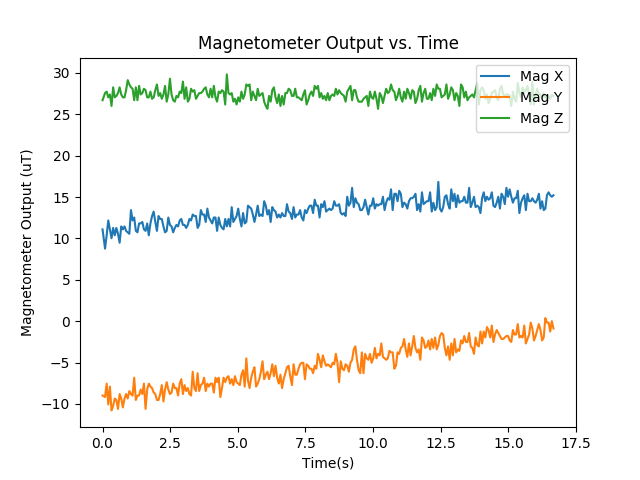 Magnetometer Output vs. Time
Mag X
Mag Y
Mag Z
Magnetometer Output (uT)
30
25
20
15
10
5
0
−5
−10
0.0 2.5 5.0 7.5 10.0 12.5 15.0 17.5
Time(s)